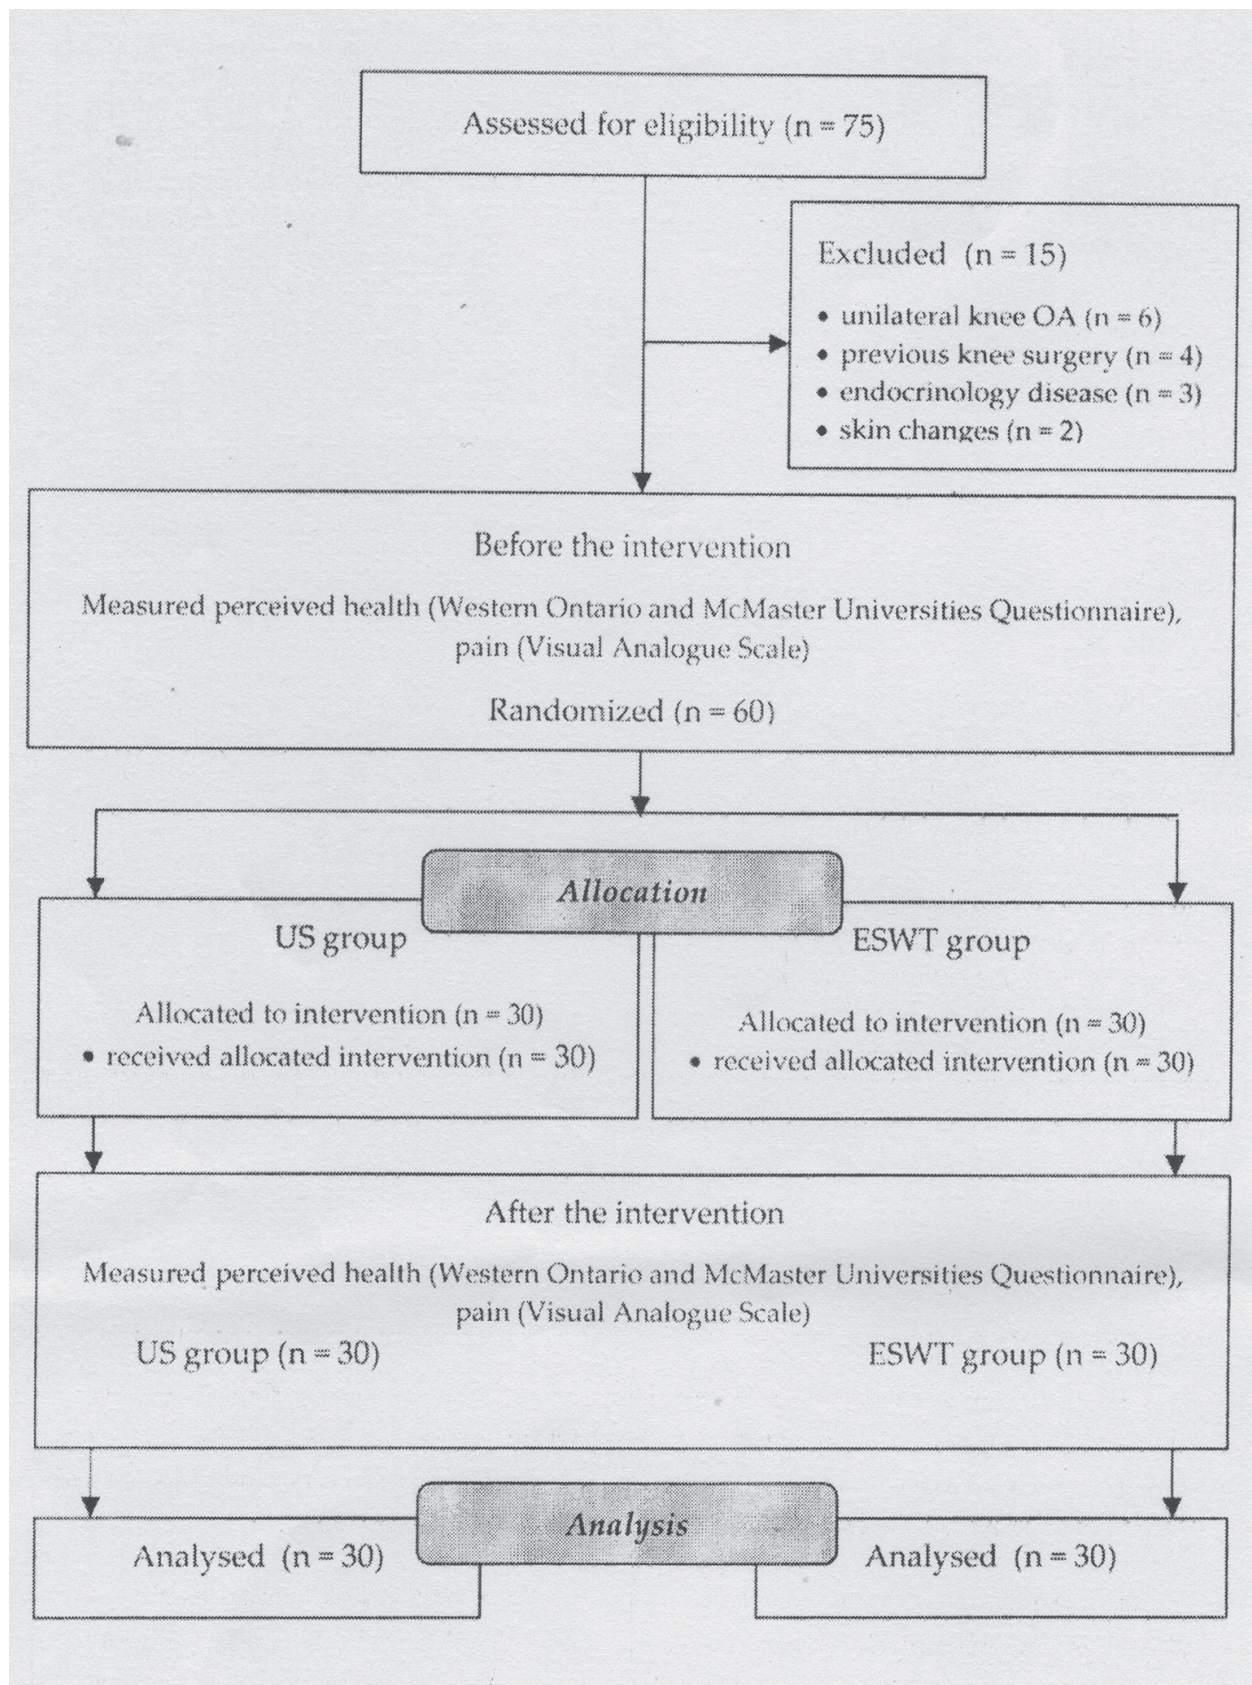 Assessed for eligibility (n = 75)
Excluded (n = 15)
• unilateral knee OA (n = 6)
• previous knee surgery (n = 4)
• endocrinology disease (n = 3)
• skin changes (n = 2)
Before the intervention
Measured perceived health (Western Ontario and McMaster Universities Questionnaire),
pain (Visual Analogue Scale)
Randomized (n = 60)
Allocation
US group
Allocated to intervention (n = 30)
• received allocated intervention (n = 30)
ESWT group
Allocated to intervention (n = 30)
• received allocated intervention (n = 30)
After the intervention
Measured perceived health (Western Ontario and McMaster Universities Questionnaire),
pain (Visual Analogue Scale)
US group (n = 30)
ESWT group (n = 30)
Analysis
Analysed (n = 30)
Analysed (n = 30)